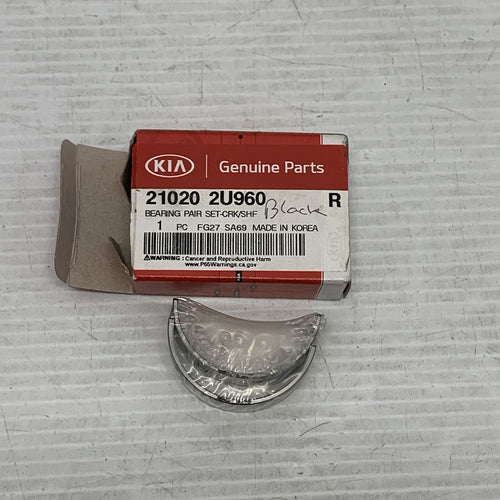 KIA Genuine Parts
21020 2U960 Black R
BEARING PAIR SET-CRK/SHF
1 PC FG27 SA69 MADE IN KOREA
WARNING: Cancer and Reproductive Harm
www.P65Warnings.ca.gov